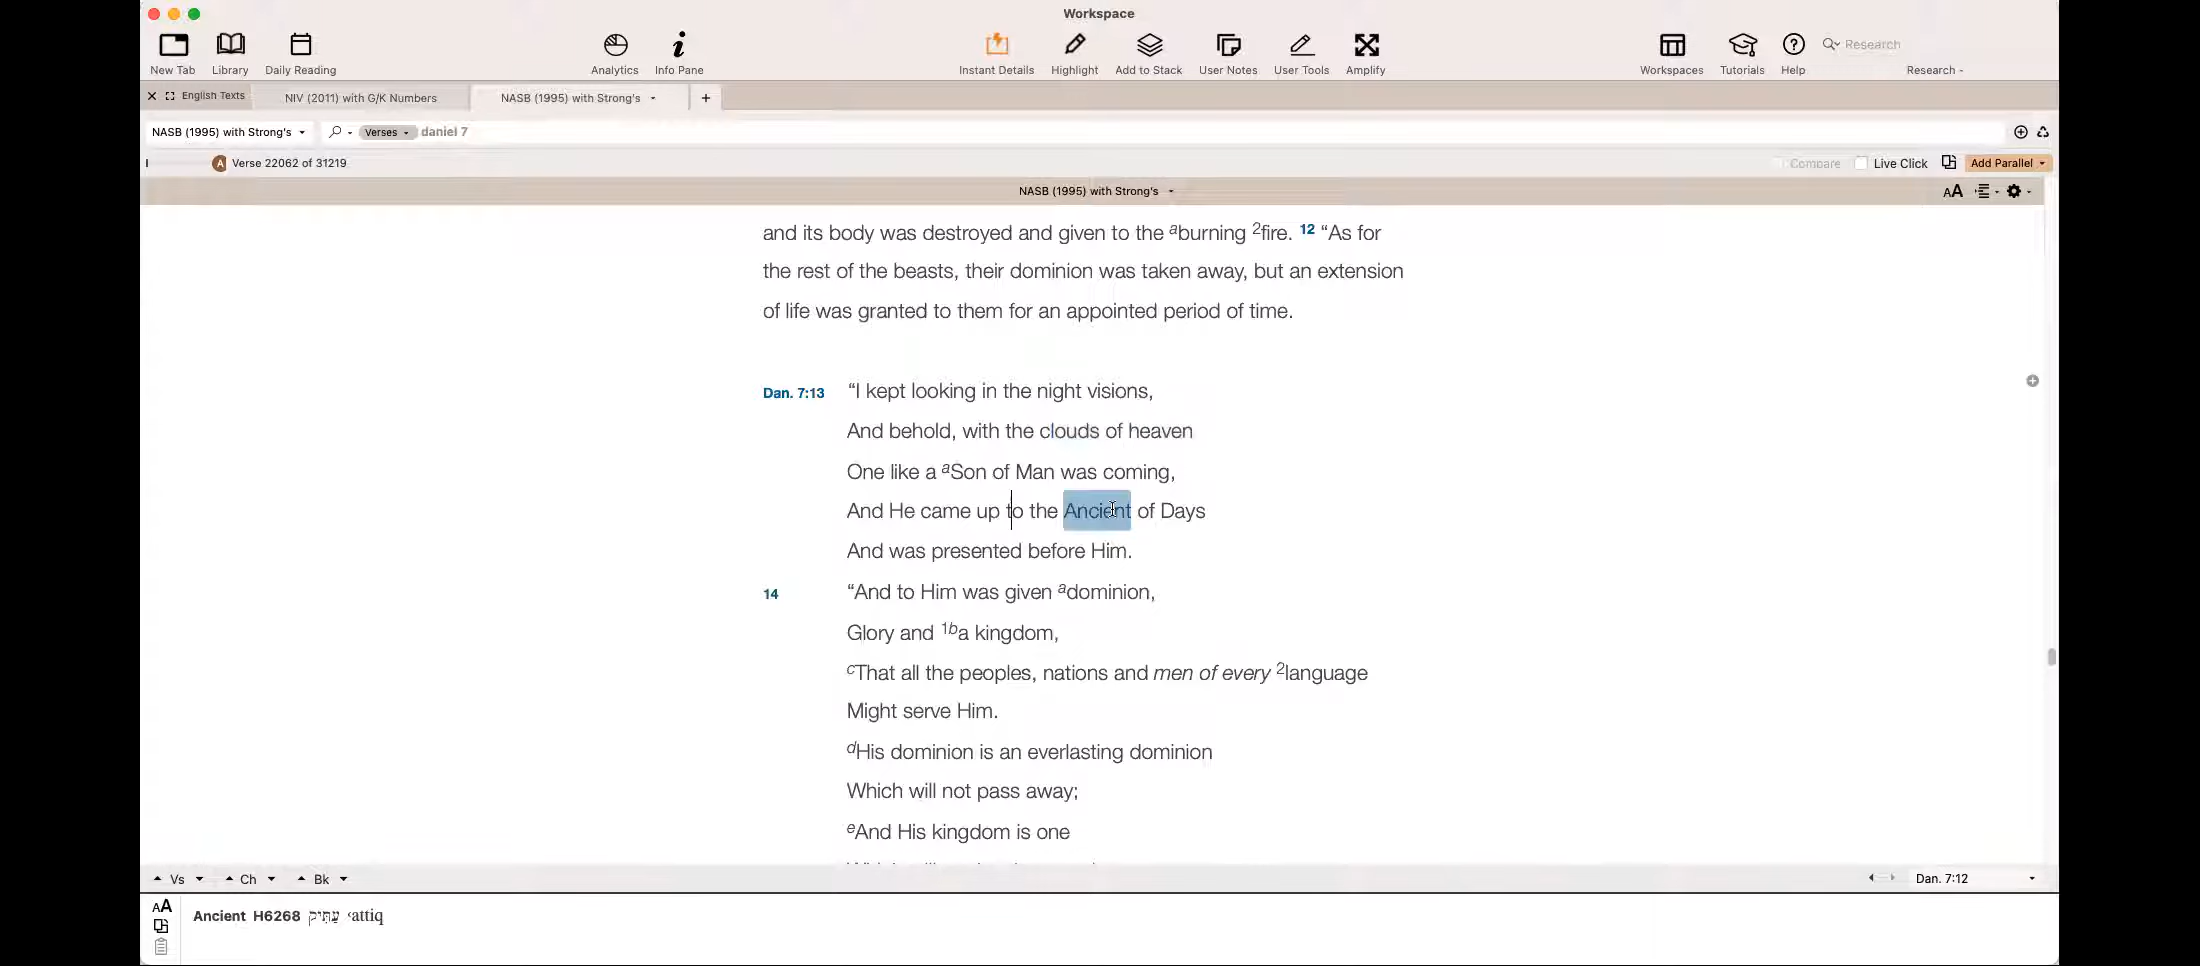 Workspace
New Tab Library Daily Reading Analytics Info Pane Instant Details Highlight Add to Stack User Notes User Tools Amplify Workspaces Tutorials Help Research
Research
English Texts NIV (2011) with G/K Numbers NASB (1995) with Strong's +
NASB (1995) with Strong's Verses daniel 7
A Verse 22062 of 31219 Compare Live Click Add Parallel
NASB (1995) with Strong's AA
and its body was destroyed and given to the aburning 2fire. 12 “As for
the rest of the beasts, their dominion was taken away, but an extension
of life was granted to them for an appointed period of time.
Dan. 7:13 “I kept looking in the night visions,
And behold, with the clouds of heaven
One like a aSon of Man was coming,
And He came up to the Ancient of Days
And was presented before Him.
14 “And to Him was given adominion,
Glory and 1ba kingdom,
cThat all the peoples, nations and men of every 2language
Might serve Him.
dHis dominion is an everlasting dominion
Which will not pass away;
eAnd His kingdom is one
Vs Ch Bk Dan. 7:12
AA Ancient H6268 עַתִּיק ʿattiq